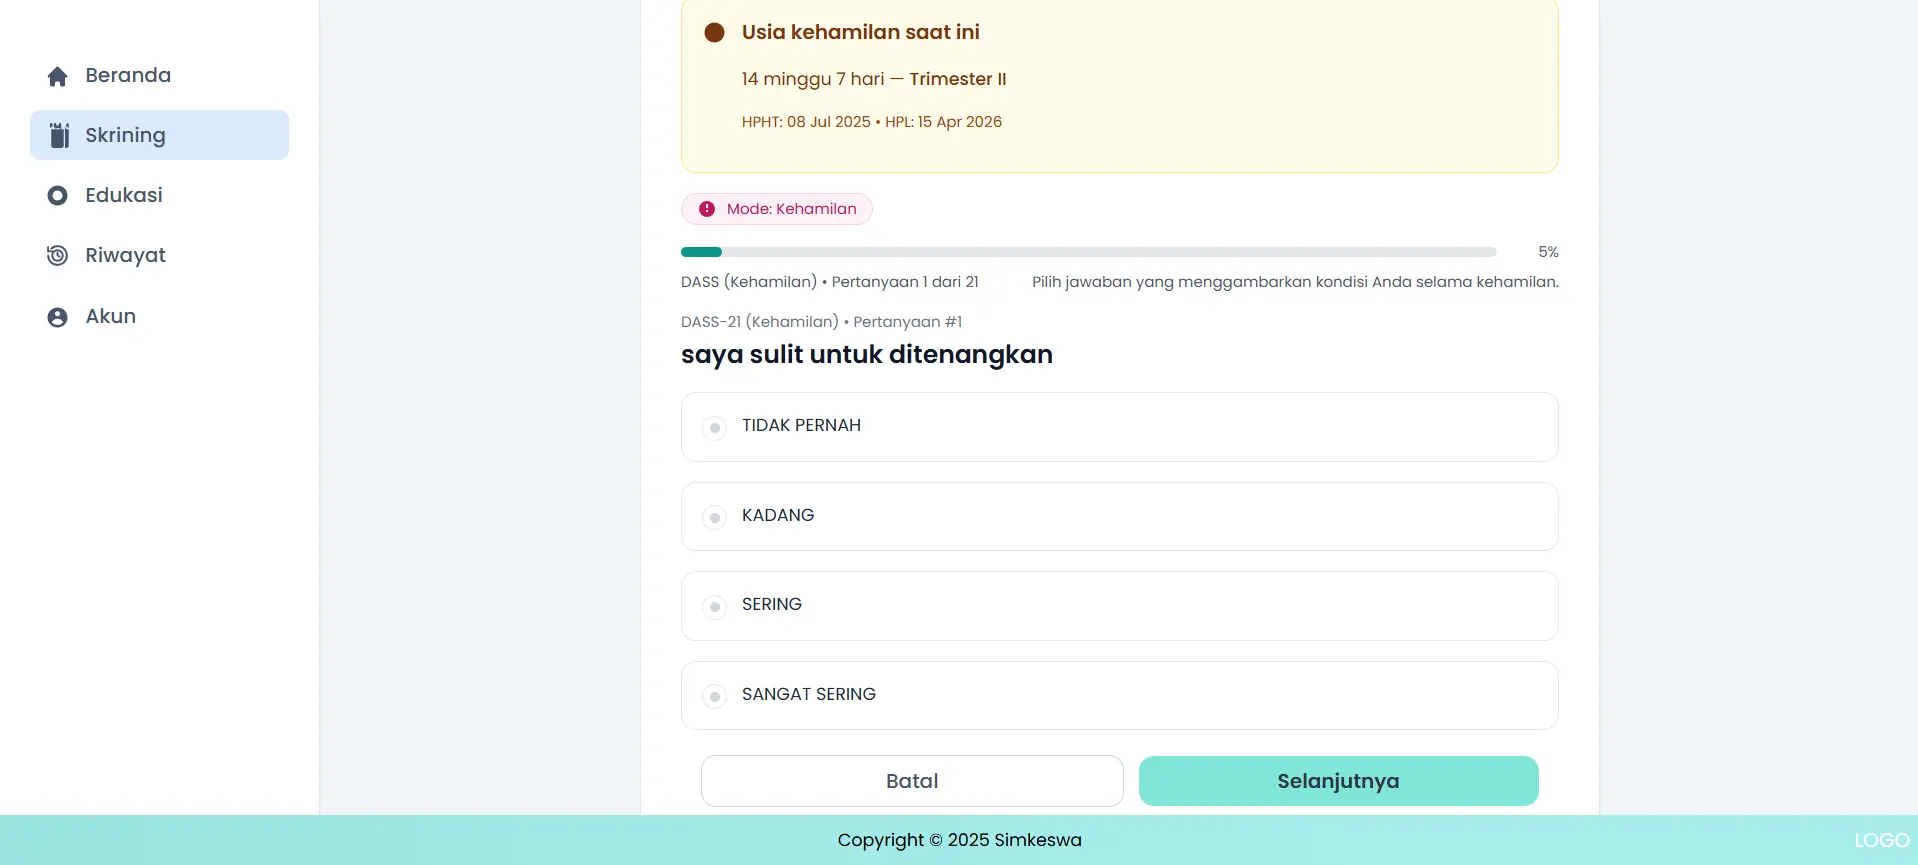 Beranda
Skrining
Edukasi
Riwayat
Akun
Usia kehamilan saat ini
14 minggu 7 hari — Trimester II
HPHT: 08 Jul 2025 • HPL: 15 Apr 2026
Mode: Kehamilan
5%
DASS (Kehamilan) • Pertanyaan 1 dari 21
Pilih jawaban yang menggambarkan kondisi Anda selama kehamilan.
DASS-21 (Kehamilan) • Pertanyaan #1
saya sulit untuk ditenangkan
TIDAK PERNAH
KADANG
SERING
SANGAT SERING
Batal
Selanjutnya
Copyright © 2025 Simkeswa
LOGO